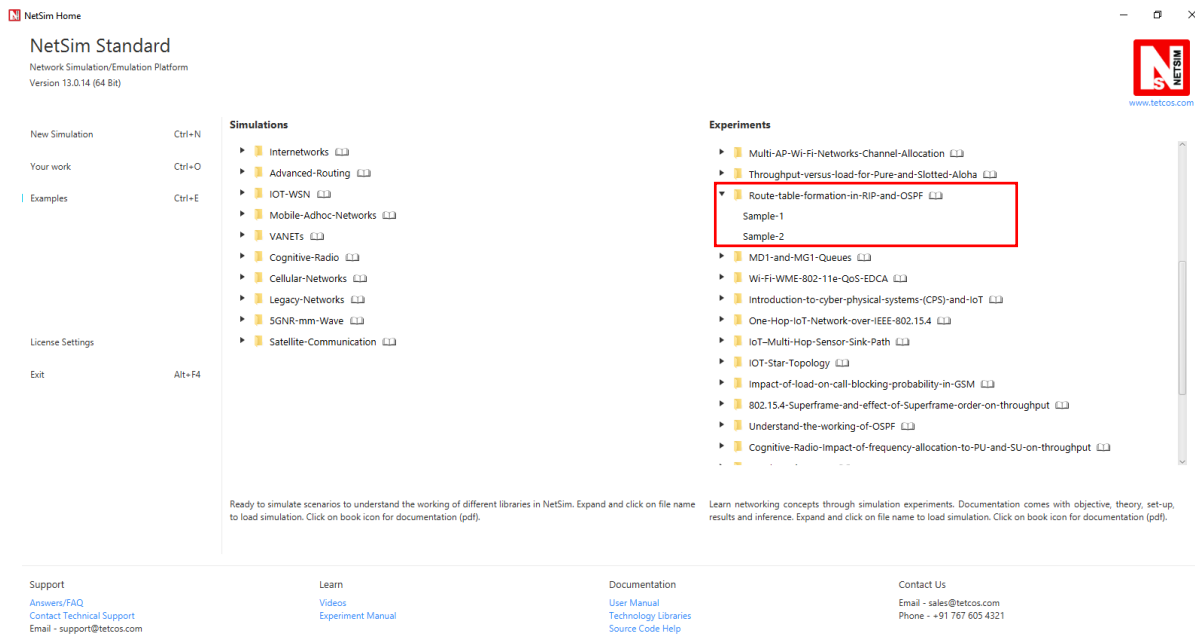 NetSim Home
NetSim Standard
Network Simulation/Emulation Platform
Version 13.0.14 (64 Bit)
NETSIM
www.tetcos.com
New Simulation Ctrl+N
Your work Ctrl+O
Examples Ctrl+E
License Settings
Exit Alt+F4
Simulations
Internetworks
Advanced-Routing
IOT-WSN
Mobile-Adhoc-Networks
VANETs
Cognitive-Radio
Cellular-Networks
Legacy-Networks
5GNR-mm-Wave
Satellite-Communication
Ready to simulate scenarios to understand the working of different libraries in NetSim. Expand and click on file name
to load simulation. Click on book icon for documentation (pdf).
Experiments
Multi-AP-Wi-Fi-Networks-Channel-Allocation
Throughput-versus-load-for-Pure-and-Slotted-Aloha
Route-table-formation-in-RIP-and-OSPF
Sample-1
Sample-2
MD1-and-MG1-Queues
Wi-Fi-WME-802-11e-QoS-EDCA
Introduction-to-cyber-physical-systems-(CPS)-and-IoT
One-Hop-IoT-Network-over-IEEE-802.15.4
IoT–Multi-Hop-Sensor-Sink-Path
IOT-Star-Topology
Impact-of-load-on-call-blocking-probability-in-GSM
802.15.4-Superframe-and-effect-of-Superframe-order-on-throughput
Understand-the-working-of-OSPF
Cognitive-Radio-Impact-of-frequency-allocation-to-PU-and-SU-on-throughput
Learn networking concepts through simulation experiments. Documentation comes with objective, theory, set-up,
results and inference. Expand and click on file name to load simulation. Click on book icon for documentation (pdf).
Support
Answers/FAQ
Contact Technical Support
Email - support@tetcos.com
Learn
Videos
Experiment Manual
Documentation
User Manual
Technology Libraries
Source Code Help
Contact Us
Email - sales@tetcos.com
Phone - +91 767 605 4321